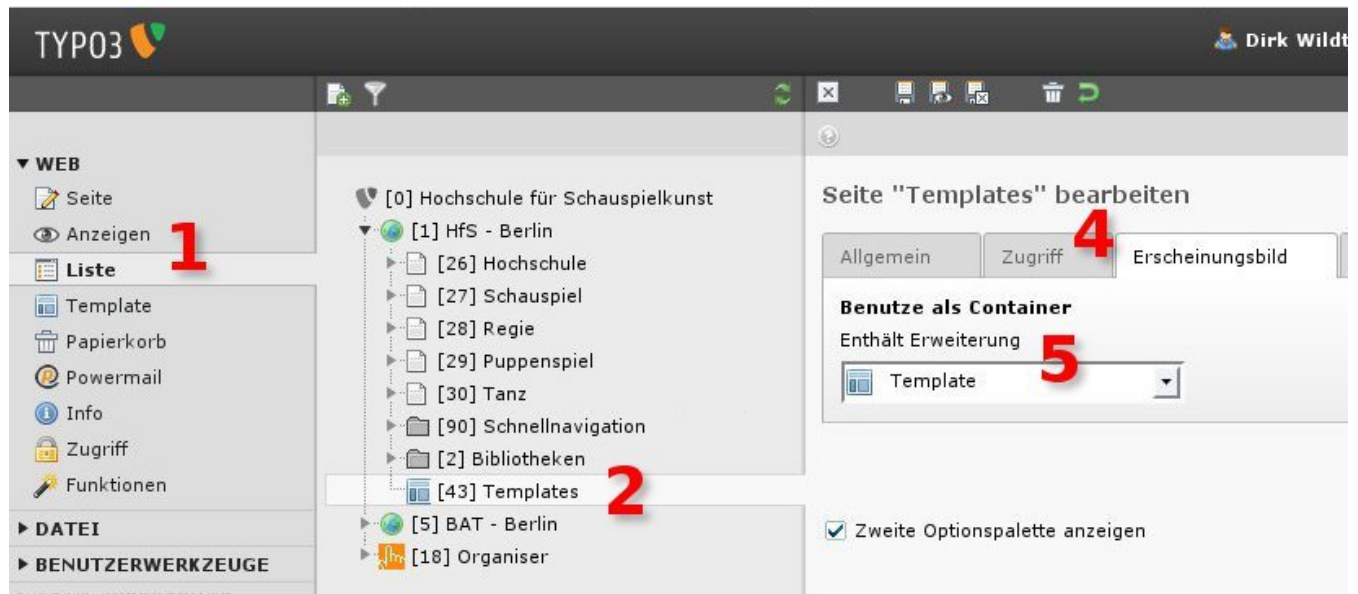 TYPO3
Dirk Wildt
WEB
Seite
Anzeigen
1
Liste
Template
Papierkorb
Powermail
Info
Zugriff
Funktionen
DATEI
BENUTZERWERKZEUGE
[0] Hochschule für Schauspielkunst
[1] HfS - Berlin
[26] Hochschule
[27] Schauspiel
[28] Regie
[29] Puppenspiel
[30] Tanz
[90] Schnellnavigation
[2] Bibliotheken
[43] Templates
2
[5] BAT - Berlin
[18] Organiser
Seite "Templates" bearbeiten
4
Allgemein Zugriff Erscheinungsbild
Benutze als Container
Enthält Erweiterung
5
Template
Zweite Optionspalette anzeigen